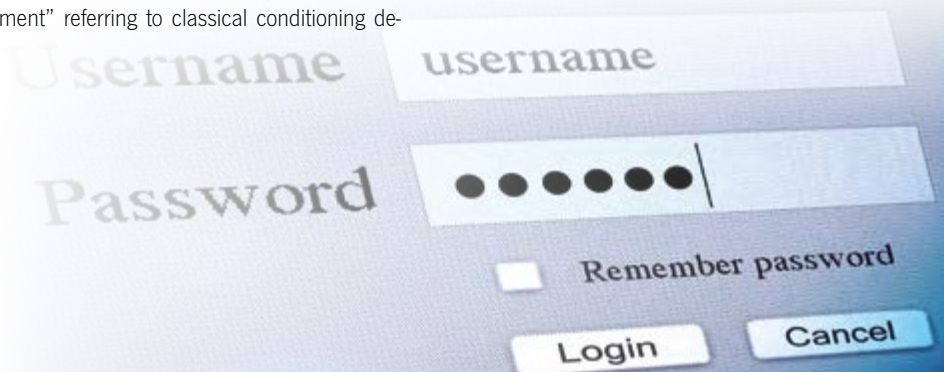 ment” referring to classical conditioning de-
Username username
Password ●●●●●●
Remember password
Login Cancel